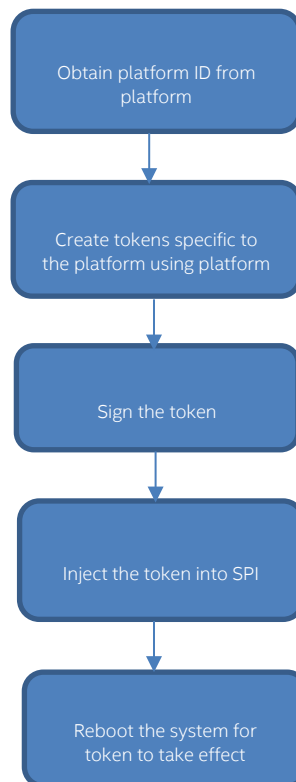 Obtain platform ID from
platform
Create tokens specific to
the platform using platform
Sign the token
Inject the token into SPI
Reboot the system for
token to take effect